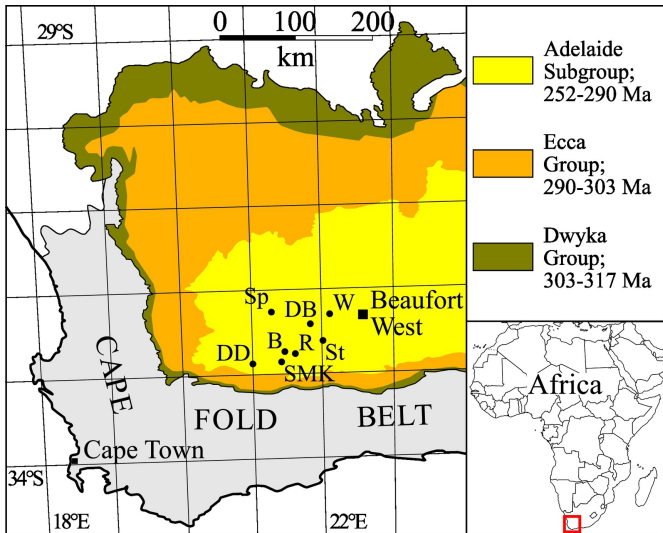 29°S
0 100 200
km
Sp
DB
W
Beaufort
West
B
R
St
DD
SMK
CAPE
FOLD
BELT
Cape Town
34°S
18°E
22°E
Adelaide
Subgroup;
252-290 Ma
Ecca
Group;
290-303 Ma
Dwyka
Group;
303-317 Ma
Africa